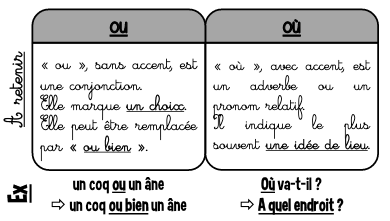 À retenir
ou
« ou », sans accent, est
une conjonction.
Elle marque un choix.
Elle peut être remplacée
par « ou bien ».
où
« où », avec accent, est
un adverbe ou un
pronom relatif.
Il indique le plus
souvent une idée de lieu.
Ex
un coq ou un âne
⇨ un coq ou bien un âne
Où va-t-il ?
⇨ A quel endroit ?